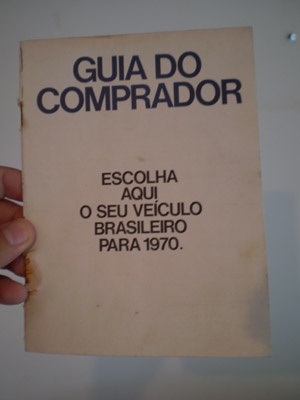 GUIA DO
COMPRADOR
ESCOLHA
AQUI
O SEU VEÍCULO
BRASILEIRO
PARA 1970.